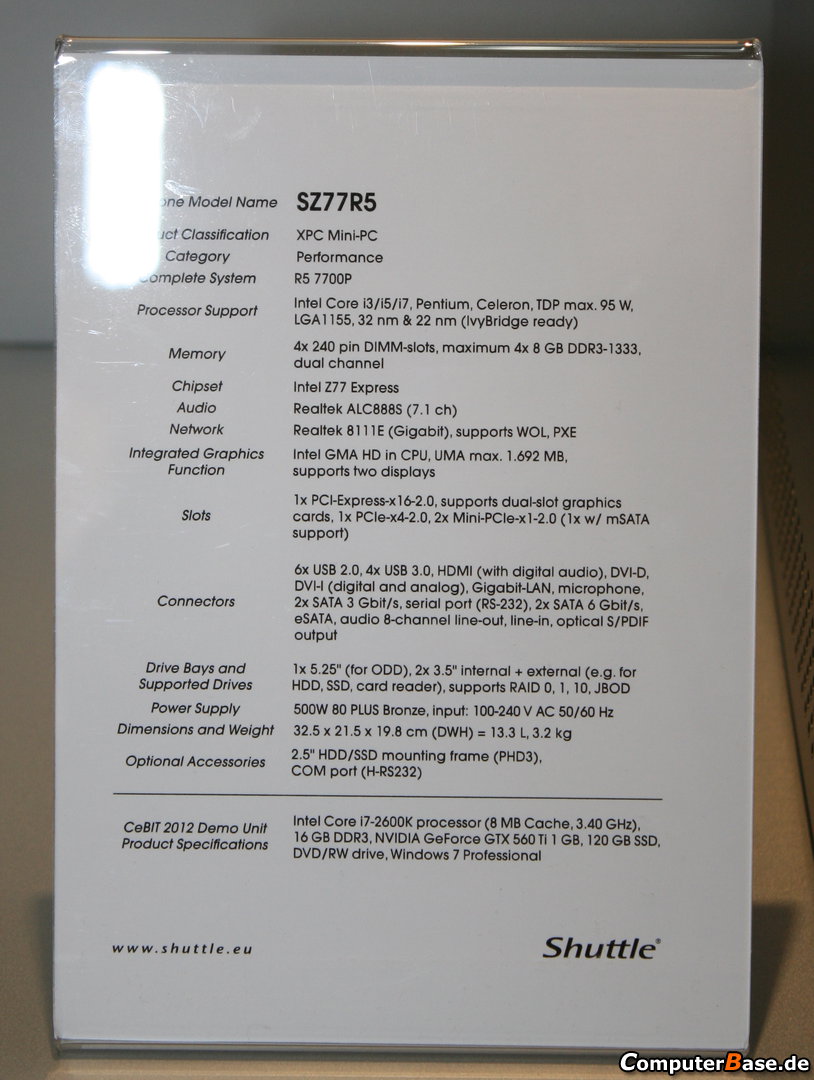 Model Name SZ77R5
Classification XPC Mini-PC
Category Performance
Complete System R5 7700P
Processor Support Intel Core i3/i5/i7, Pentium, Celeron, TDP max. 95 W,
LGA1155, 32 nm & 22 nm (IvyBridge ready)
Memory 4x 240 pin DIMM-slots, maximum 4x 8 GB DDR3-1333,
dual channel
Chipset Intel Z77 Express
Audio Realtek ALC888S (7.1 ch)
Network Realtek 8111E (Gigabit), supports WOL, PXE
Integrated Graphics Intel GMA HD in CPU, UMA max. 1.692 MB,
Function supports two displays
1x PCI-Express-x16-2.0, supports dual-slot graphics
Slots cards, 1x PCIe-x4-2.0, 2x Mini-PCIe-x1-2.0 (1x w/ mSATA
support)
6x USB 2.0, 4x USB 3.0, HDMI (with digital audio), DVI-D,
DVI-I (digital and analog), Gigabit-LAN, microphone,
Connectors 2x SATA 3 Gbit/s, serial port (RS-232), 2x SATA 6 Gbit/s,
eSATA, audio 8-channel line-out, line-in, optical S/PDIF
output
Drive Bays and 1x 5.25" (for ODD), 2x 3.5" internal + external (e.g. for
Supported Drives HDD, SSD, card reader), supports RAID 0, 1, 10, JBOD
Power Supply 500W 80 PLUS Bronze, input: 100-240 V AC 50/60 Hz
Dimensions and Weight 32.5 x 21.5 x 19.8 cm (DWH) = 13.3 L, 3.2 kg
Optional Accessories 2.5" HDD/SSD mounting frame (PHD3),
COM port (H-RS232)
Intel Core i7-2600K processor (8 MB Cache, 3.40 GHz),
CeBIT 2012 Demo Unit 16 GB DDR3, NVIDIA GeForce GTX 560 Ti 1 GB, 120 GB SSD,
Product Specifications DVD/RW drive, Windows 7 Professional
www.shuttle.eu Shuttle®
ComputerBase.de